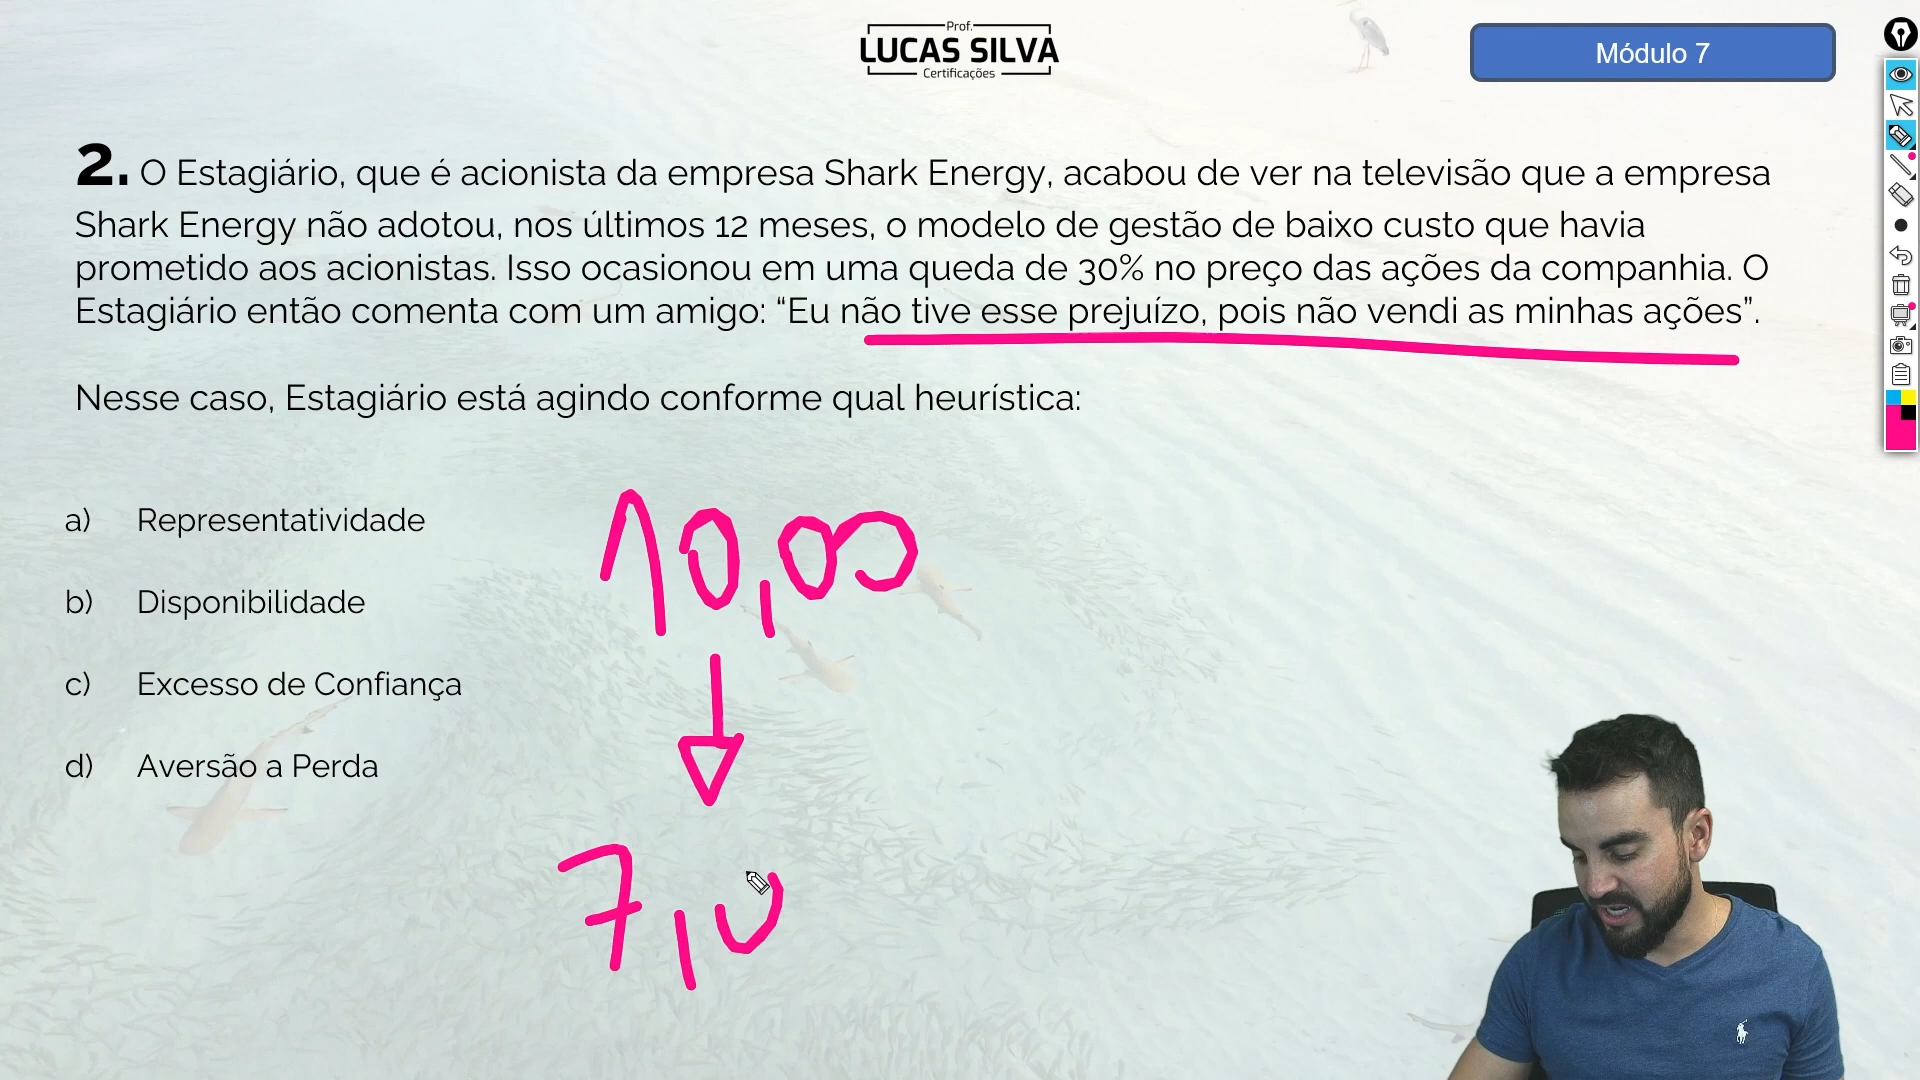 Prof.
LUCAS SILVA
Certificações
Módulo 7
2. O Estagiário, que é acionista da empresa Shark Energy, acabou de ver na televisão que a empresa
Shark Energy não adotou, nos últimos 12 meses, o modelo de gestão de baixo custo que havia
prometido aos acionistas. Isso ocasionou em uma queda de 30% no preço das ações da companhia. O
Estagiário então comenta com um amigo: “Eu não tive esse prejuízo, pois não vendi as minhas ações”.
Nesse caso, Estagiário está agindo conforme qual heurística:
a) Representatividade
b) Disponibilidade
c) Excesso de Confiança
d) Aversão a Perda
10,00
7,0